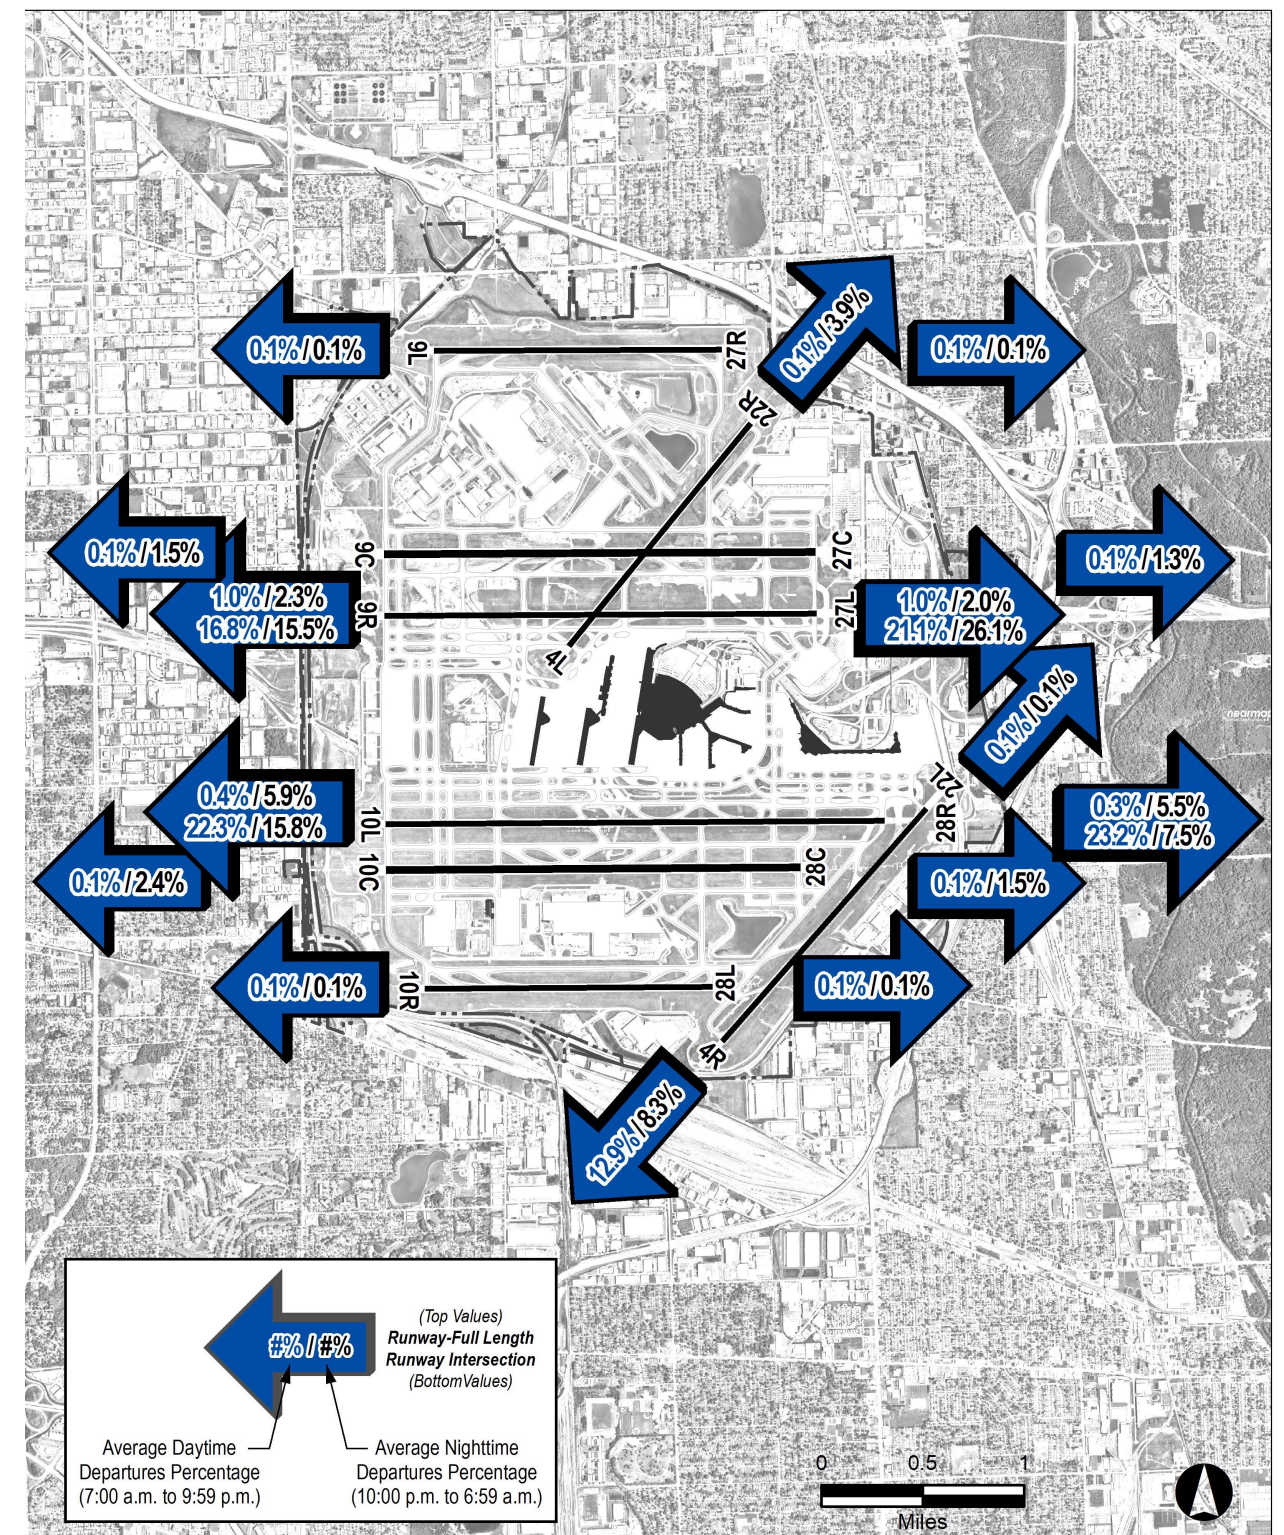 0.1% / 3.9%
0.1% / 0.1%
9L
27R
0.1% / 0.1%
22R
0.1% / 1.5%
9C
27C
0.1% / 1.3%
1.0% / 2.3%
16.8% / 15.5%
9R
27L
1.0% / 2.0%
21.1% / 26.1%
4L
0.1% / 0.1%
nearmap
22L
0.4% / 5.9%
22.3% / 15.8%
10L
28R
0.3% / 5.5%
23.2% / 7.5%
0.1% / 2.4%
10C
28C
0.1% / 1.5%
0.1% / 0.1%
10R
28L
0.1% / 0.1%
4R
12.9% / 8.3%
#% / #%
(Top Values)
Runway-Full Length
Runway Intersection
(BottomValues)
Average Daytime
Departures Percentage
(7:00 a.m. to 9:59 p.m.)
Average Nighttime
Departures Percentage
(10:00 p.m. to 6:59 a.m.)
0 0.5 1
Miles